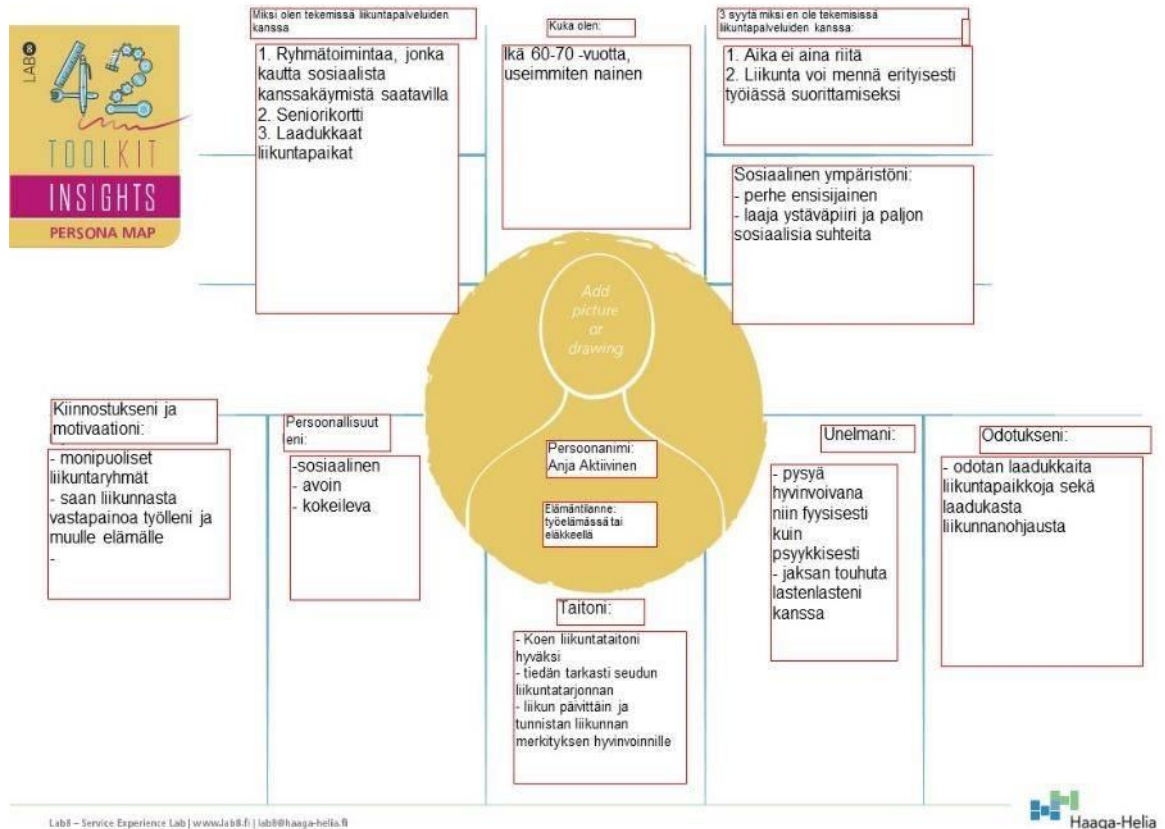 LAB8
42
TOOLKIT
INSIGHTS
PERSONA MAP
Miksi olen tekemissä liikuntapalveluiden
kanssa
1. Ryhmätoimintaa, jonka
kautta sosiaalista
kanssakäymistä saatavilla
2. Seniorikortti
3. Laadukkaat
liikuntapaikat
Kuka olen:
Ikä 60-70 -vuotta,
useimmiten nainen
3 syytä miksi en ole tekemisissä
liikuntapalveluiden kanssa:
1. Aika ei aina riitä
2. Liikunta voi mennä erityisesti
työiässä suorittamiseksi
Sosiaalinen ympäristöni:
- perhe ensisijainen
- laaja ystäväpiiri ja paljon
sosiaalisia suhteita
Add
picture
or
drawing
Kiinnostukseni ja
motivaationi:
- monipuoliset
liikuntaryhmät
- saan liikunnasta
vastapainoa työlleni ja
muulle elämälle
-
Persoonallisuut
teni:
-sosiaalinen
- avoin
- kokeileva
Persoonanimi:
Anja Aktiivinen
Elämäntilanne:
työelämässä tai
eläkkeellä
Taitoni:
- Koen liikuntataitoni
hyväksi
- tiedän tarkasti seudun
liikuntatarjonnan
- liikun päivittäin ja
tunnistan liikunnan
merkityksen hyvinvoinnille
Unelmani:
- pysyä
hyvinvoivana
niin fyysisesti
kuin
psyykkisesti
- jaksan touhuta
lastenlasteni
kanssa
Odotukseni:
- odotan laadukkaita
liikuntapaikkoja sekä
laadukasta
liikunnanohjausta
Lab8 – Service Experience Lab | www.lab8.fi | lab8@haaga-helia.fi
Haaga-Helia